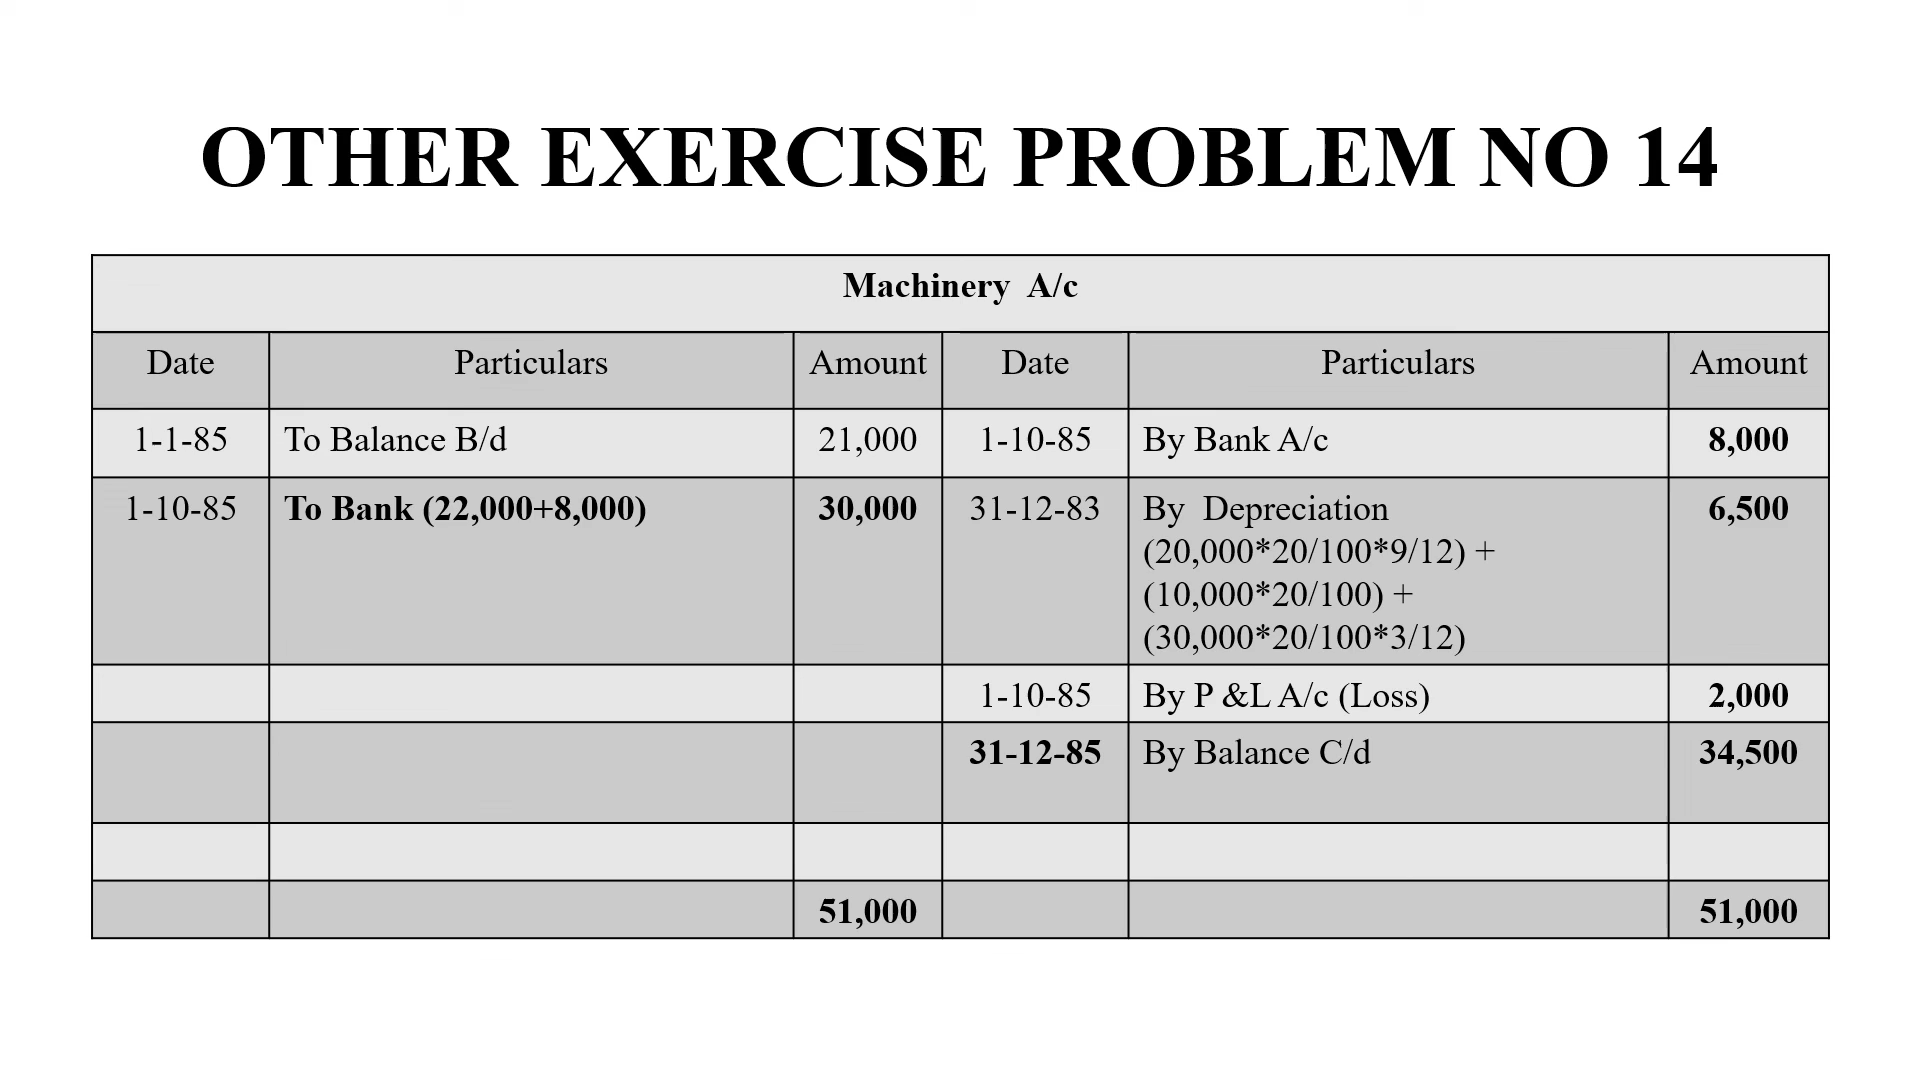 OTHER EXERCISE PROBLEM NO 14
Machinery A/c
Date Particulars Amount Date Particulars Amount
1-1-85 To Balance B/d 21,000 1-10-85 By Bank A/c 8,000
1-10-85 To Bank (22,000+8,000) 30,000 31-12-83 By Depreciation 6,500
(20,000*20/100*9/12) +
(10,000*20/100) +
(30,000*20/100*3/12)
1-10-85 By P &L A/c (Loss) 2,000
31-12-85 By Balance C/d 34,500
51,000 51,000